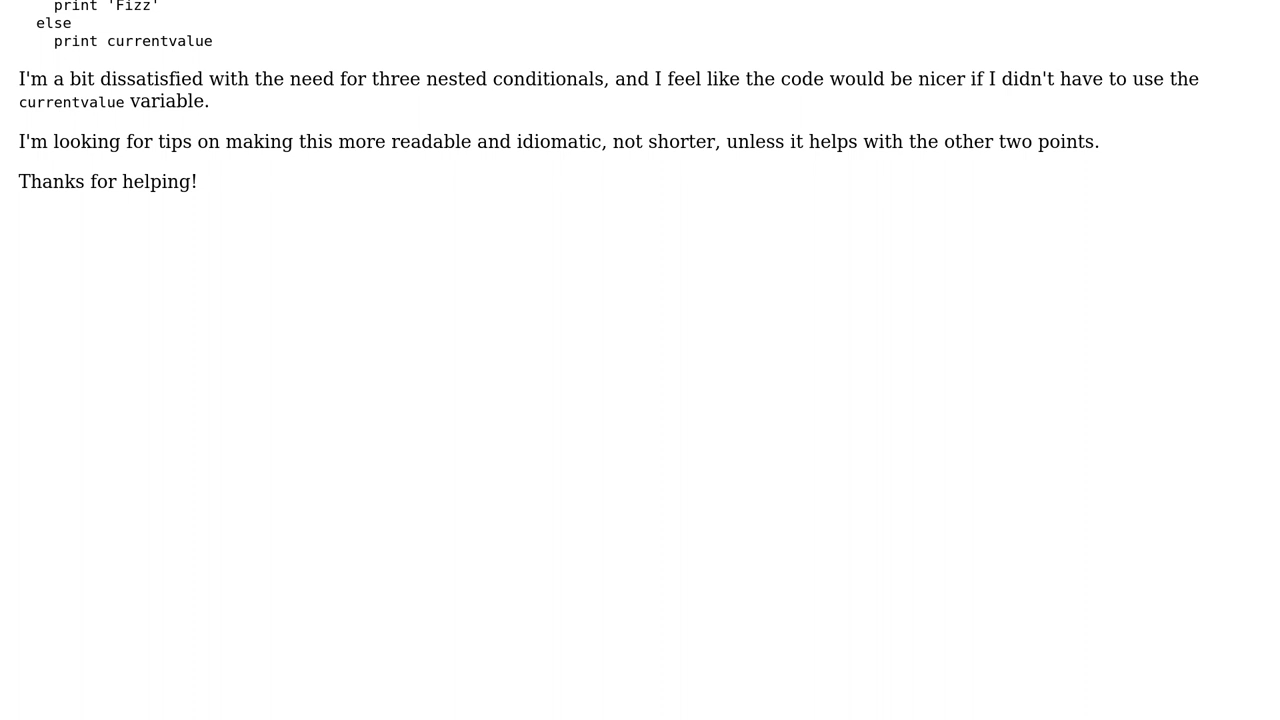 print 'Fizz'
else
print currentvalue
I'm a bit dissatisfied with the need for three nested conditionals, and I feel like the code would be nicer if I didn't have to use the
currentvalue variable.
I'm looking for tips on making this more readable and idiomatic, not shorter, unless it helps with the other two points.
Thanks for helping!